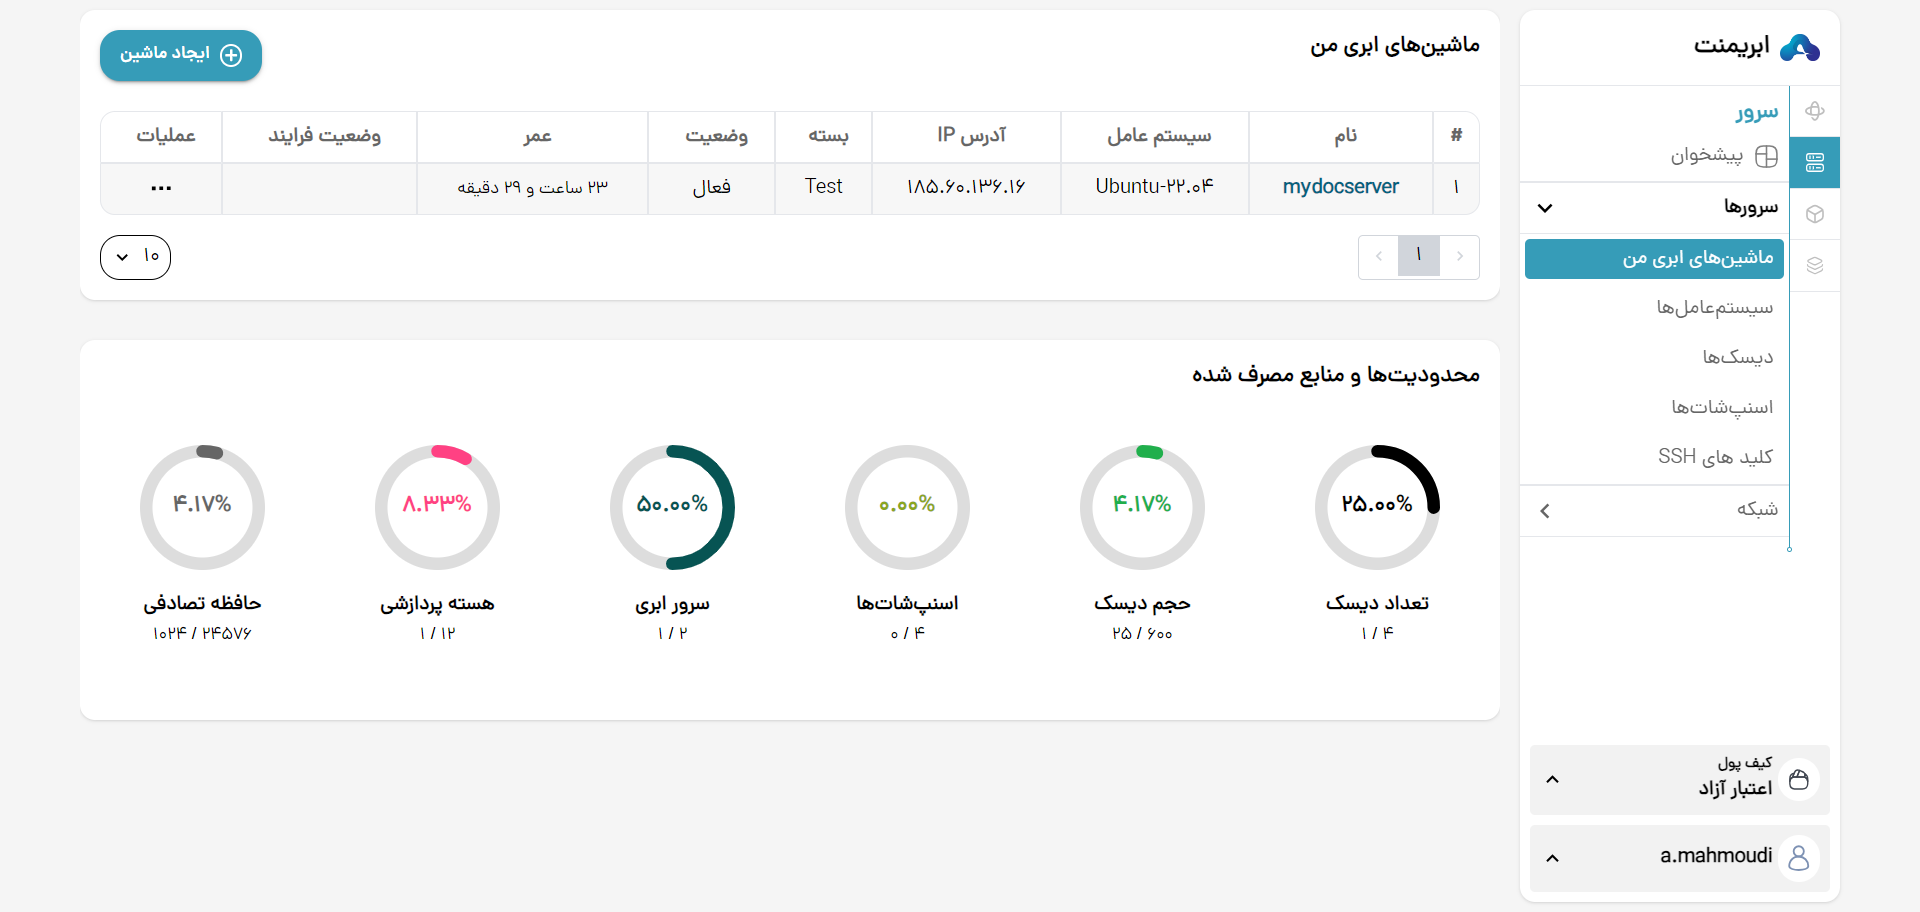 ابریمنت
سرور
پیشخوان
سرورها
ماشین‌های ابری من
سیستم‌عامل‌ها
دیسک‌ها
اسنپ‌شات‌ها
کلید های SSH
شبکه
کیف پول
اعتبار آزاد
a.mahmoudi
ماشین‌های ابری من
ایجاد ماشین
# نام سیستم عامل آدرس IP بسته وضعیت عمر وضعیت فرایند عملیات
۱ mydocserver Ubuntu-۲۲.۰۴ ۱۸۵.۶۰.۱۳۶.۱۶ Test فعال ۲۳ ساعت و ۲۹ دقیقه ...
۱
۱۰
محدودیت‌ها و منابع مصرف شده
۲۵.۰۰% ۴.۱۷% ۰.۰۰% ۵۰.۰۰% ۸.۳۳% ۴.۱۷%
تعداد دیسک حجم دیسک اسنپ‌شات‌ها سرور ابری هسته پردازشی حافظه تصادفی
۱ / ۴ ۲۵ / ۶۰۰ ۰ / ۴ ۱ / ۲ ۱ / ۱۲ ۱۰۲۴ / ۲۴۵۷۶